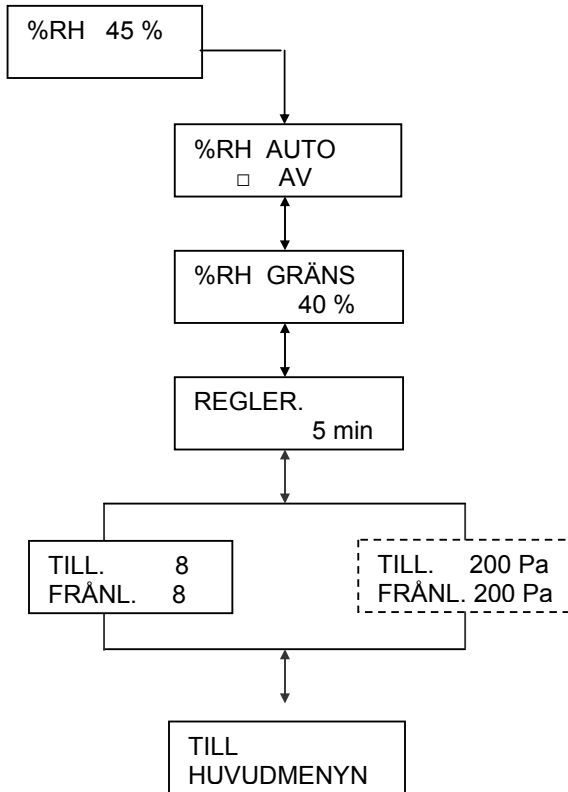 %RH 45 %
%RH AUTO
□ AV
%RH GRÄNS
40 %
REGLER.
5 min
TILL. 8
FRÅNL. 8
TILL. 200 Pa
FRÅNL. 200 Pa
TILL
HUVUDMENYN